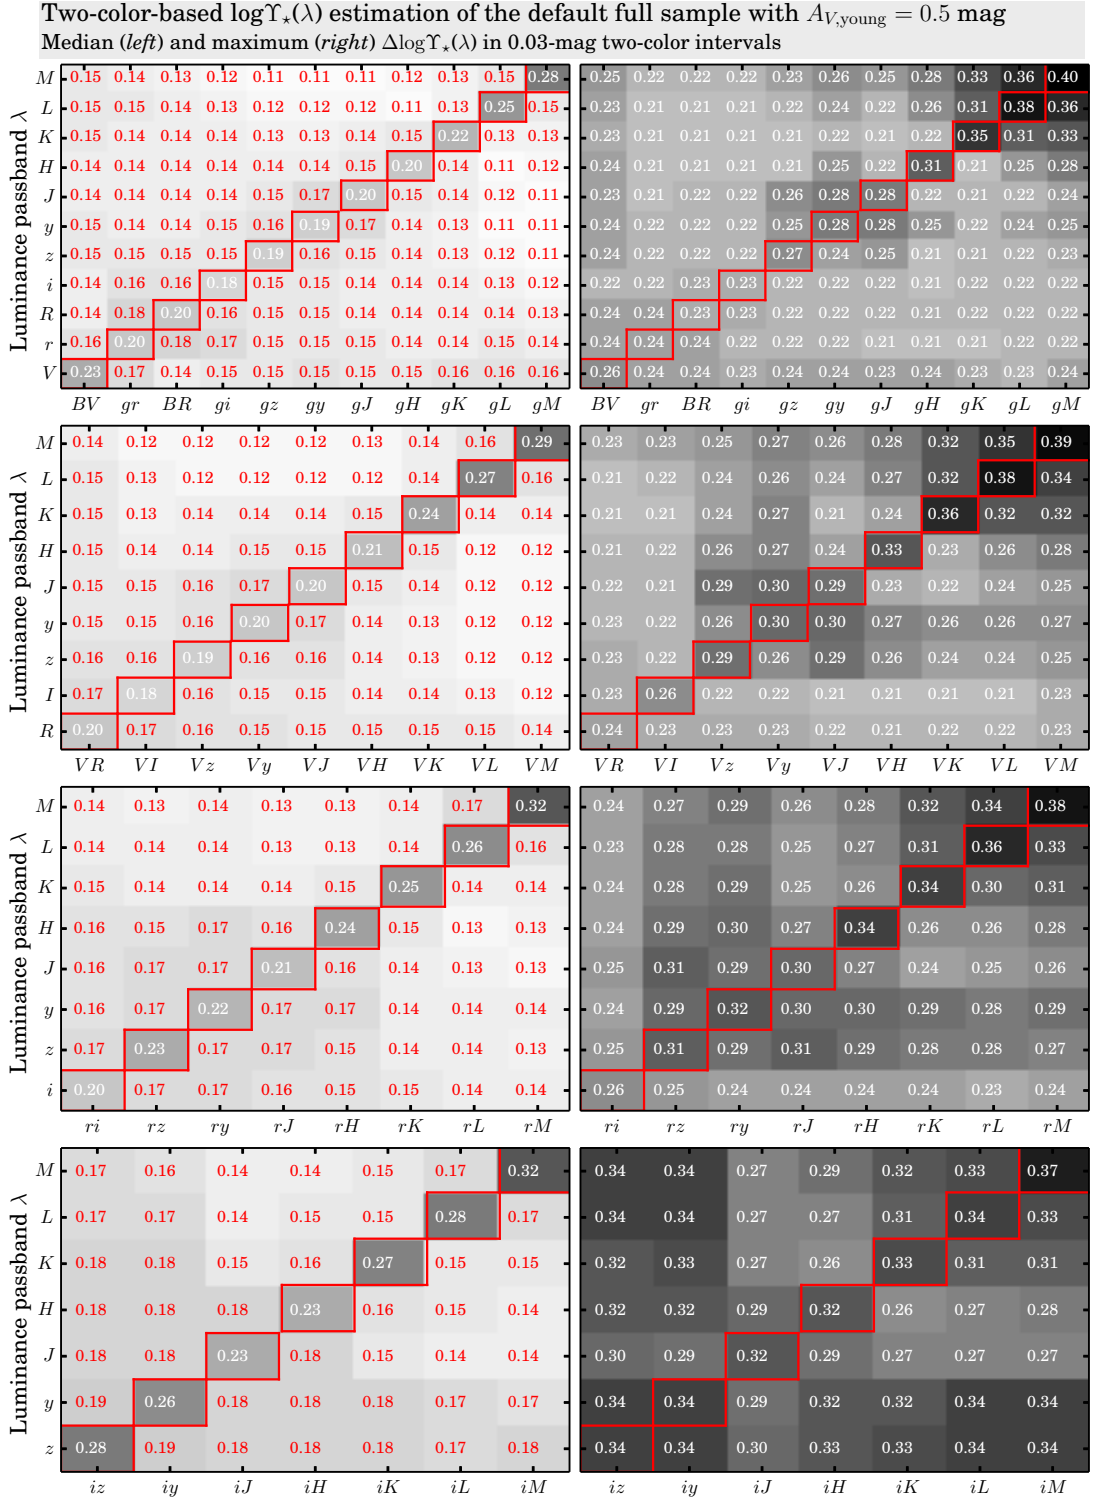 Two-color-based logΥ⋆(λ) estimation of the default full sample with A_V,young = 0.5 mag
Median (left) and maximum (right) ΔlogΥ⋆(λ) in 0.03-mag two-color intervals
Luminance passband λ
M 0.15 0.14 0.13 0.12 0.11 0.11 0.11 0.12 0.13 0.15 0.28 0.25 0.22 0.22 0.22 0.23 0.26 0.25 0.28 0.33 0.36 0.40
L 0.15 0.15 0.14 0.13 0.12 0.12 0.12 0.11 0.13 0.25 0.15 0.23 0.21 0.21 0.21 0.22 0.24 0.22 0.26 0.31 0.38 0.36
K 0.15 0.14 0.14 0.14 0.13 0.13 0.14 0.15 0.22 0.13 0.13 0.23 0.21 0.21 0.21 0.21 0.22 0.21 0.22 0.35 0.31 0.33
H 0.14 0.14 0.14 0.14 0.14 0.14 0.15 0.20 0.14 0.11 0.12 0.24 0.21 0.21 0.21 0.21 0.25 0.22 0.31 0.21 0.25 0.28
J 0.14 0.14 0.14 0.14 0.15 0.17 0.20 0.15 0.14 0.12 0.11 0.23 0.21 0.22 0.22 0.26 0.28 0.28 0.22 0.21 0.22 0.24
y 0.14 0.14 0.14 0.15 0.16 0.19 0.17 0.14 0.13 0.11 0.11 0.24 0.22 0.22 0.22 0.25 0.28 0.28 0.25 0.22 0.24 0.25
z 0.15 0.15 0.15 0.15 0.19 0.16 0.15 0.14 0.13 0.12 0.11 0.24 0.22 0.22 0.22 0.27 0.24 0.25 0.21 0.21 0.22 0.23
i 0.14 0.16 0.16 0.18 0.15 0.15 0.14 0.14 0.14 0.13 0.12 0.22 0.22 0.23 0.23 0.22 0.22 0.22 0.21 0.22 0.22 0.22
R 0.14 0.18 0.20 0.16 0.15 0.15 0.14 0.14 0.14 0.14 0.13 0.24 0.24 0.23 0.23 0.22 0.22 0.22 0.21 0.22 0.22 0.22
r 0.16 0.20 0.18 0.17 0.15 0.15 0.15 0.14 0.15 0.14 0.14 0.24 0.24 0.24 0.22 0.22 0.22 0.21 0.22 0.21 0.22 0.22
V 0.23 0.17 0.14 0.15 0.15 0.15 0.15 0.15 0.16 0.16 0.16 0.26 0.24 0.24 0.23 0.24 0.24 0.24 0.23 0.24 0.23 0.24
BV gr BR gi gz gy gJ gH gK gL gM BV gr BR gi gz gy gJ gH gK gL gM
Luminance passband λ
M 0.14 0.12 0.12 0.12 0.13 0.14 0.16 0.29 0.23 0.23 0.25 0.27 0.26 0.28 0.32 0.35 0.39
L 0.15 0.13 0.12 0.12 0.12 0.12 0.14 0.27 0.16 0.21 0.22 0.24 0.26 0.24 0.27 0.32 0.38 0.34
K 0.15 0.13 0.14 0.14 0.14 0.15 0.24 0.14 0.14 0.21 0.21 0.24 0.27 0.21 0.24 0.36 0.32 0.32
H 0.15 0.14 0.14 0.15 0.15 0.21 0.15 0.12 0.12 0.21 0.22 0.26 0.27 0.24 0.33 0.23 0.26 0.28
J 0.15 0.15 0.16 0.17 0.20 0.15 0.14 0.12 0.12 0.22 0.21 0.29 0.30 0.29 0.23 0.22 0.24 0.25
y 0.15 0.15 0.16 0.20 0.17 0.14 0.13 0.12 0.12 0.23 0.22 0.26 0.30 0.30 0.27 0.26 0.26 0.26
z 0.16 0.16 0.19 0.16 0.16 0.14 0.13 0.12 0.12 0.23 0.22 0.29 0.26 0.29 0.26 0.24 0.24 0.25
I 0.17 0.18 0.16 0.15 0.15 0.14 0.14 0.13 0.12 0.23 0.26 0.22 0.22 0.21 0.21 0.21 0.21 0.23
R 0.20 0.17 0.16 0.15 0.15 0.15 0.15 0.15 0.14 0.24 0.23 0.23 0.22 0.22 0.21 0.22 0.22 0.23
VR VI Vz Vy VJ VH VK VL VM VR VI Vz Vy VJ VH VK VL VM
Luminance passband λ
M 0.14 0.13 0.14 0.13 0.13 0.14 0.17 0.32 0.24 0.27 0.29 0.26 0.28 0.32 0.34 0.38
L 0.14 0.14 0.14 0.13 0.13 0.14 0.26 0.16 0.23 0.28 0.28 0.25 0.27 0.31 0.36 0.33
K 0.15 0.14 0.14 0.14 0.15 0.25 0.14 0.14 0.24 0.28 0.29 0.25 0.26 0.34 0.30 0.31
H 0.16 0.15 0.17 0.16 0.24 0.15 0.13 0.13 0.24 0.29 0.30 0.27 0.34 0.26 0.26 0.28
J 0.16 0.17 0.17 0.21 0.16 0.14 0.13 0.13 0.25 0.31 0.29 0.30 0.27 0.24 0.25 0.26
y 0.16 0.17 0.22 0.17 0.17 0.14 0.14 0.14 0.24 0.29 0.32 0.30 0.30 0.29 0.28 0.29
z 0.17 0.23 0.17 0.17 0.15 0.14 0.14 0.13 0.25 0.31 0.29 0.31 0.29 0.28 0.28 0.27
i 0.20 0.17 0.17 0.16 0.15 0.15 0.14 0.14 0.26 0.25 0.24 0.24 0.24 0.24 0.23 0.24
ri rz ry rJ rH rK rL rM ri rz ry rJ rH rK rL rM
Luminance passband λ
M 0.17 0.16 0.14 0.14 0.15 0.17 0.32 0.34 0.34 0.27 0.29 0.32 0.33 0.37
L 0.17 0.17 0.14 0.15 0.15 0.28 0.17 0.34 0.34 0.27 0.27 0.31 0.34 0.33
K 0.18 0.18 0.15 0.16 0.27 0.15 0.15 0.32 0.33 0.27 0.26 0.33 0.31 0.31
H 0.18 0.18 0.18 0.23 0.16 0.15 0.14 0.32 0.32 0.29 0.32 0.26 0.27 0.28
J 0.18 0.18 0.23 0.18 0.15 0.14 0.14 0.30 0.29 0.32 0.29 0.27 0.27 0.27
y 0.19 0.26 0.18 0.18 0.18 0.17 0.17 0.34 0.34 0.29 0.32 0.32 0.34 0.34
z 0.28 0.19 0.18 0.18 0.18 0.17 0.18 0.34 0.34 0.30 0.33 0.33 0.34 0.34
iz iy iJ iH iK iL iM iz iy iJ iH iK iL iM